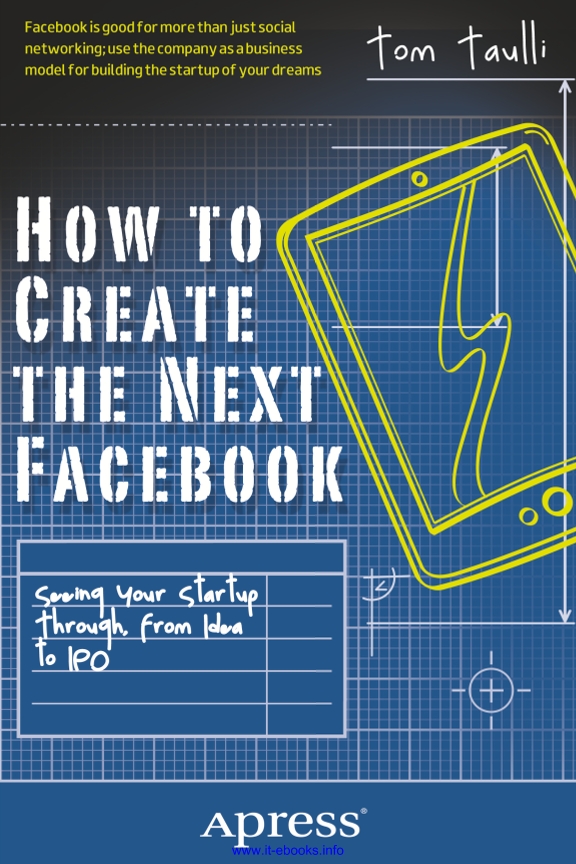 Facebook is good for more than just social
networking; use the company as a business
model for building the startup of your dreams
tom taulli
HOW TO
CREATE
THE NEXT
FACEBOOK
Seeing your startup
through, from Idea
to IPO
Apress®
www.it-ebooks.info